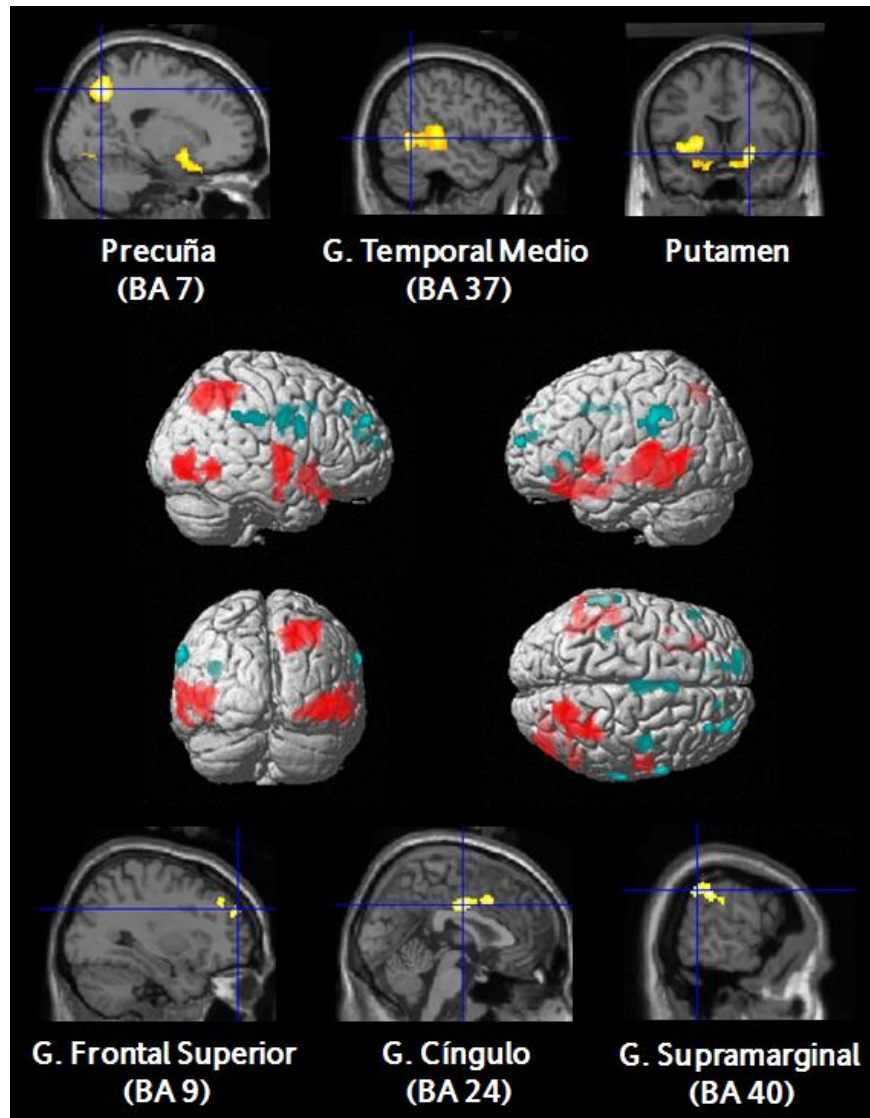 Precuña
(BA 7)
G. Temporal Medio
(BA 37)
Putamen
G. Frontal Superior
(BA 9)
G. Cíngulo
(BA 24)
G. Supramarginal
(BA 40)